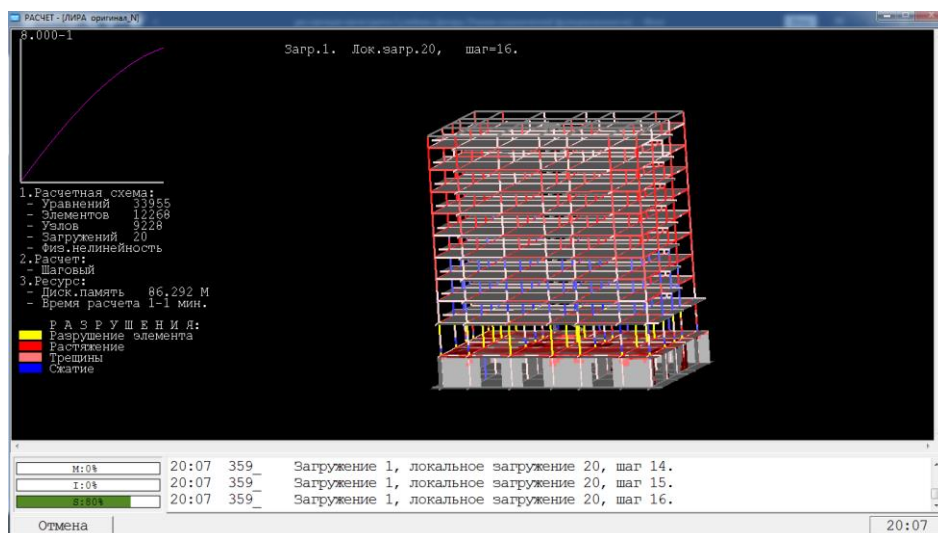 РАСЧЕТ - [ЛИРА оригинал_N]
8.000-1
Загр.1. Лок.загр.20, шаг=16.
1.Расчетная схема:
- Уравнений 33955
- Элементов 12268
- Узлов 9228
- Загружений 20
- Физ.нелинейность
2.Расчет:
- Шаговый
3.Ресурс:
- Диск.память 86.292 М
- Время расчета 1-1 мин.
Р А З Р У Ш Е Н И Я:
Разрушение элемента
Растяжение
Трещины
Сжатие
M:0%
I:0%
S:80%
20:07 359_ Загружение 1, локальное загружение 20, шаг 14.
20:07 359_ Загружение 1, локальное загружение 20, шаг 15.
20:07 359_ Загружение 1, локальное загружение 20, шаг 16.
Отмена
20:07